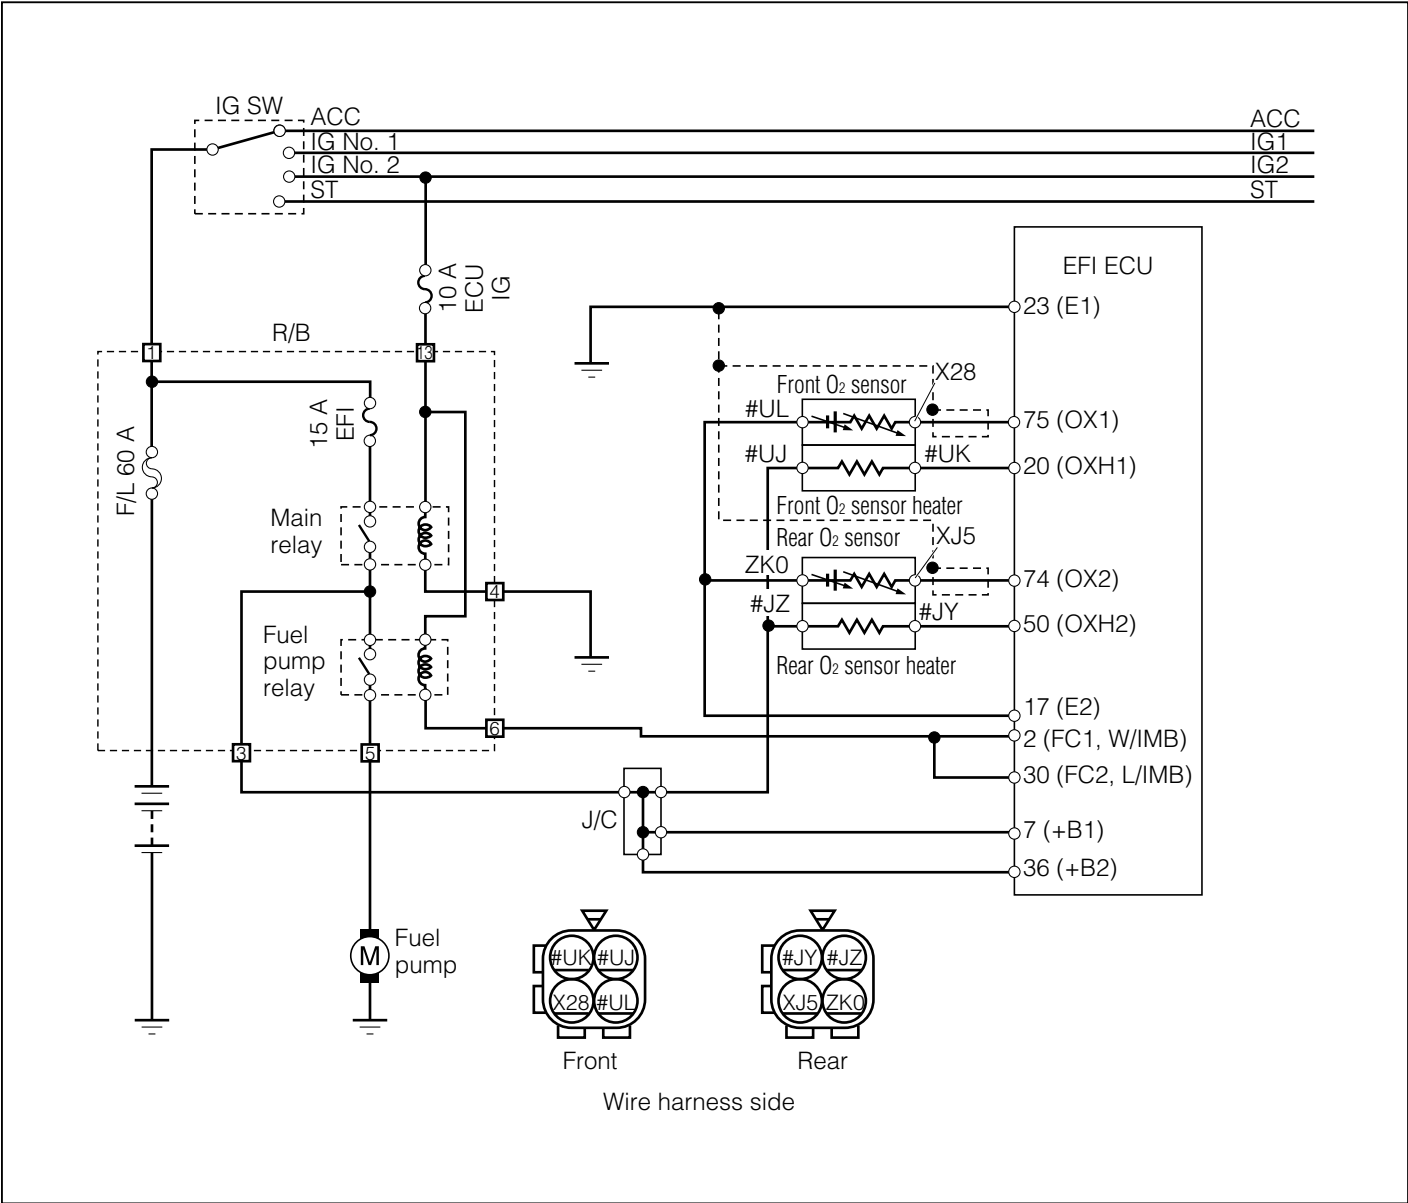 IG SW
ACC
ACC
IG No. 1
IG1
IG No. 2
IG2
ST
ST
10 A
ECU
IG
EFI ECU
23 (E1)
R/B
1
13
Front O2 sensor
X28
#UL
75 (OX1)
15 A
EFI
F/L 60 A
#UJ
#UK
20 (OXH1)
Front O2 sensor heater
Main
relay
Rear O2 sensor
XJ5
ZK0
74 (OX2)
4
#JZ
#JY
50 (OXH2)
Fuel
pump
relay
Rear O2 sensor heater
17 (E2)
6
2 (FC1, W/IMB)
3
5
30 (FC2, L/IMB)
J/C
7 (+B1)
36 (+B2)
M
Fuel
pump
#UK
#UJ
X28
#UL
Front
#JY
#JZ
XJ5
ZK0
Rear
Wire harness side